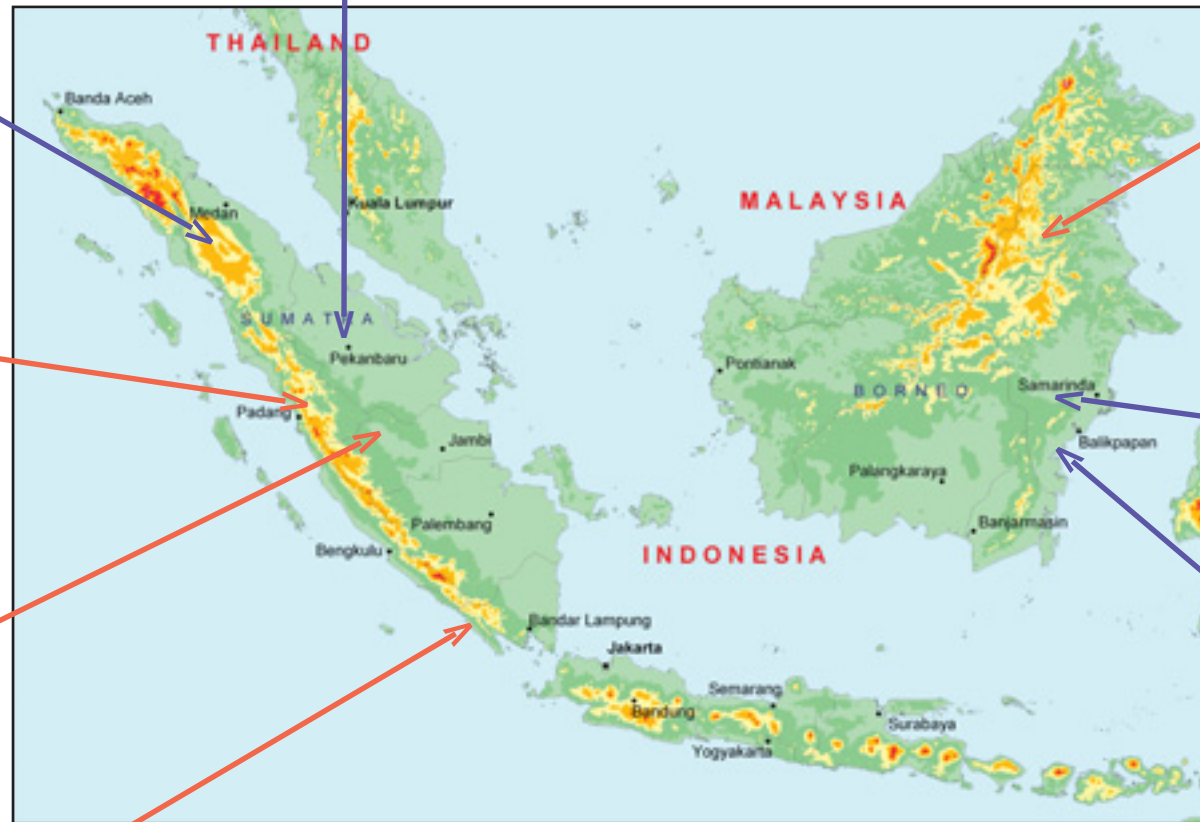 THAILAND
Banda Aceh
MALAYSIA
Kuala Lumpur
Medan
SUMATRA
Pekanbaru
Pontianak
BORNEO
Samarinda
Padang
Jambi
Balikpapan
Palangkaraya
Palembang
Banjarmasin
Bengkulu
INDONESIA
Bandar Lampung
Jakarta
Semarang
Bandung
Surabaya
Yogyakarta